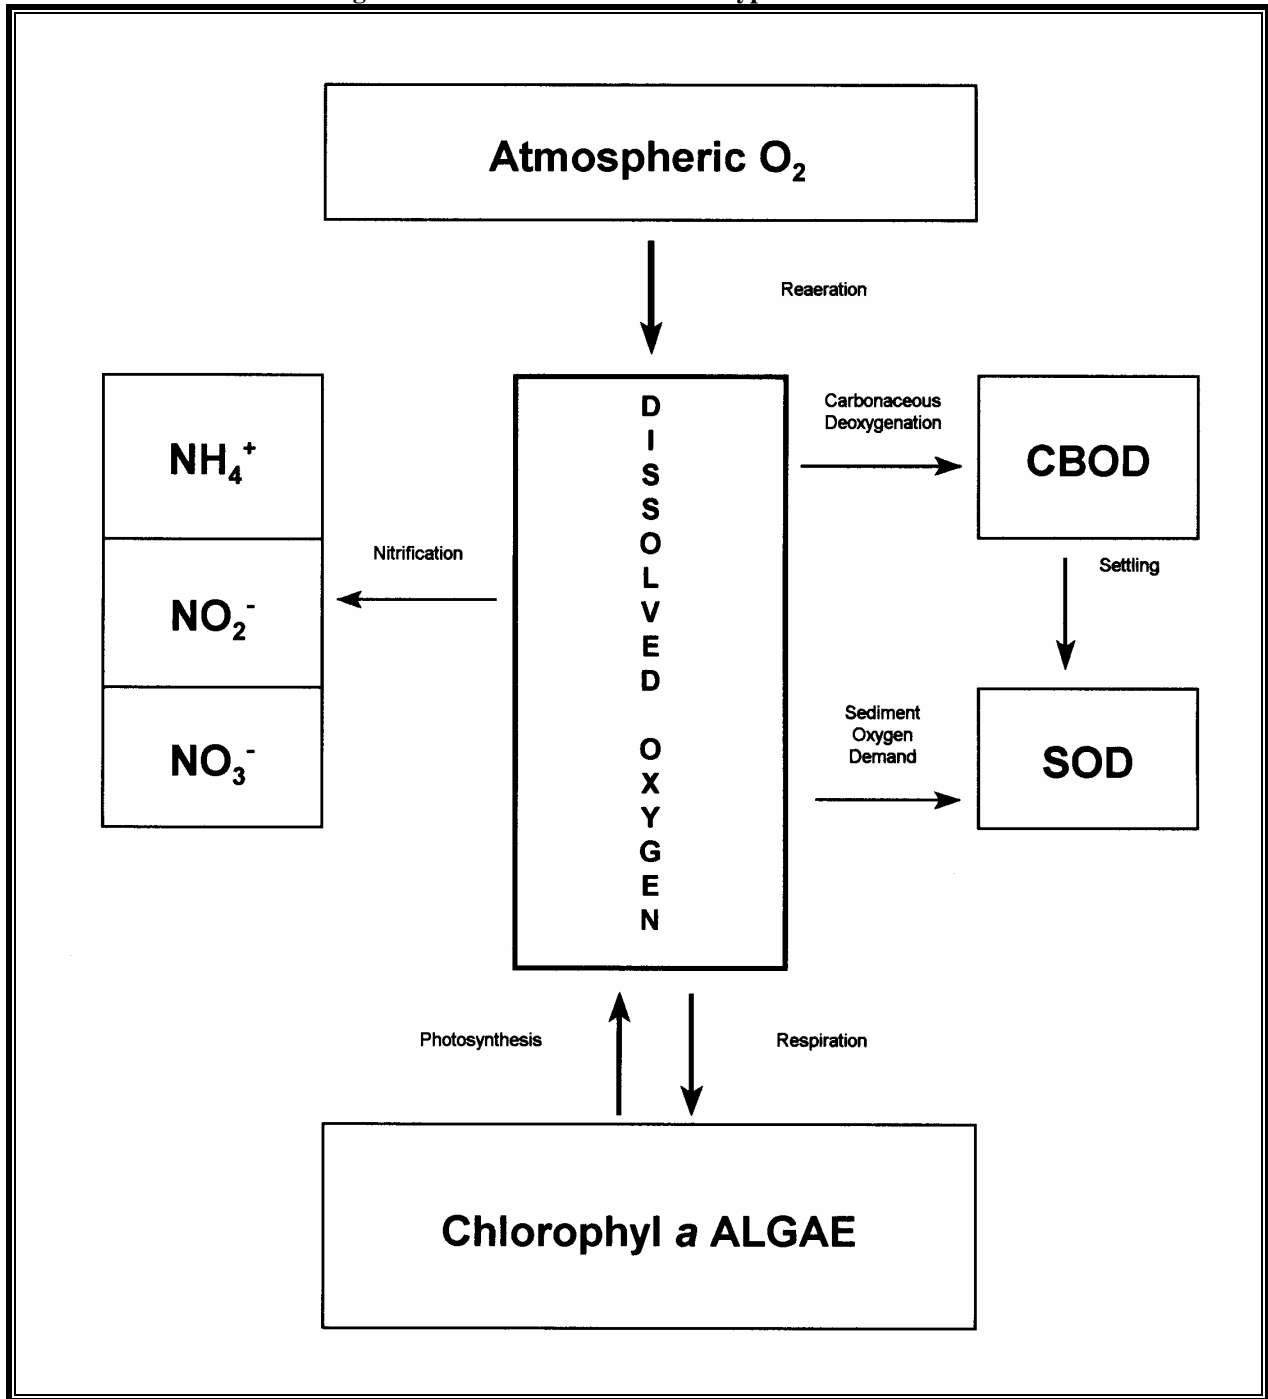 Atmospheric O₂
Reaeration
NH₄⁺
NO₂⁻
NO₃⁻
Nitrification
D
I
S
S
O
L
V
E
D
O
X
Y
G
E
N
Carbonaceous
Deoxygenation
CBOD
Settling
Sediment
Oxygen
Demand
SOD
Photosynthesis
Respiration
Chlorophyl a ALGAE